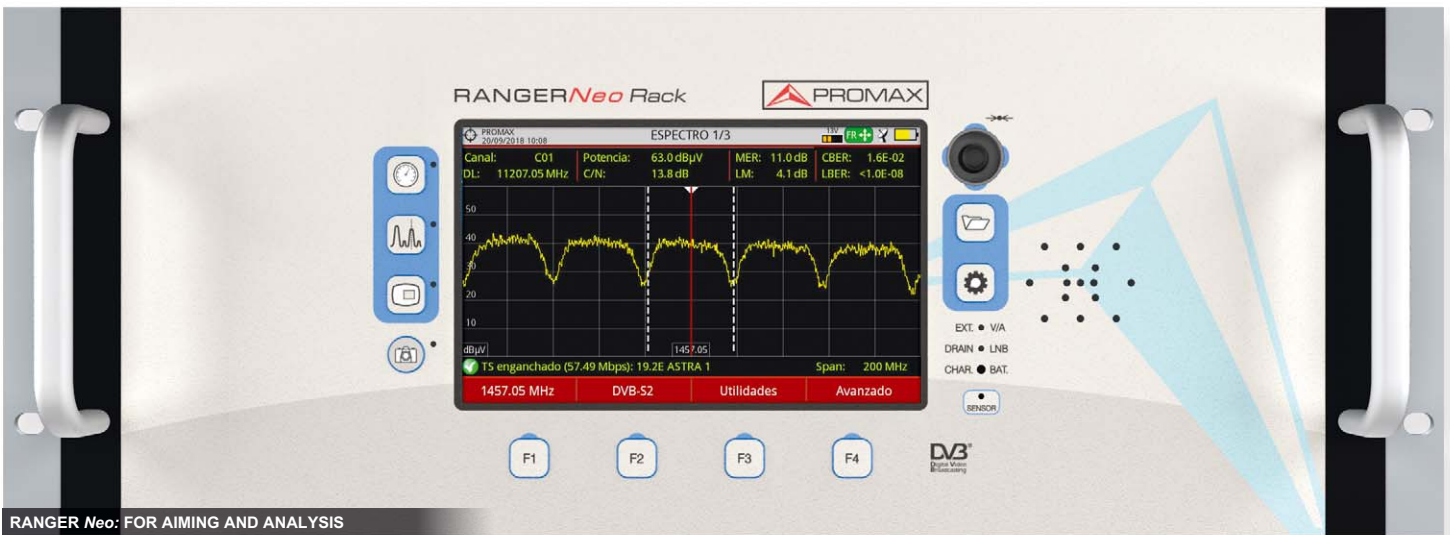 RANGERNeo Rack
PROMAX
PROMAX
20/09/2018 10:08
ESPECTRO 1/3
13V
FR
Canal: C01
Potencia: 63.0 dBµV
MER: 11.0 dB
CBER: 1.6E-02
DL: 11207.05 MHz
C/N: 13.8 dB
LM: 4.1 dB
LBER: <1.0E-08
50
40
30
20
10
dBµV
1457.05
TS enganchado (57.49 Mbps): 19.2E ASTRA 1
Span: 200 MHz
1457.05 MHz
DVB-S2
Utilidades
Avanzado
EXT. V/A
DRAIN LNB
CHAR. BAT.
SENSOR
F1
F2
F3
F4
DVB®
Digital Video
Broadcasting
RANGER Neo: FOR AIMING AND ANALYSIS